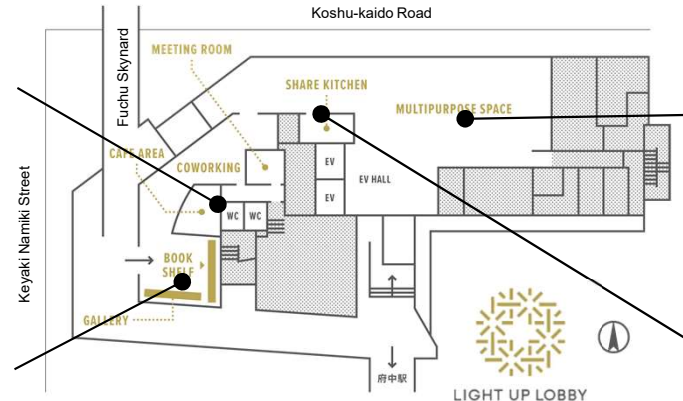 Koshu-kaido Road
Fuchu Skynard
Keyaki Namiki Street
MEETING ROOM
SHARE KITCHEN
MULTIPURPOSE SPACE
CAFE AREA
COWORKING
EV
EV
EV HALL
WC
WC
BOOK
SHELF
GALLERY
府中駅
LIGHT UP LOBBY